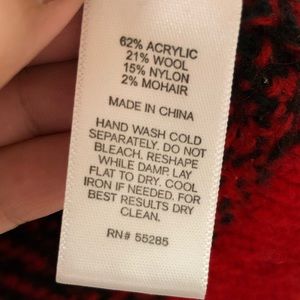 62% ACRYLIC
21% WOOL
15% NYLON
2% MOHAIR
MADE IN CHINA
HAND WASH COLD
SEPARATELY. DO NOT
BLEACH. RESHAPE
WHILE DAMP. LAY
FLAT TO DRY. COOL
IRON IF NEEDED. FOR
BEST RESULTS DRY
CLEAN.
RN# 55285